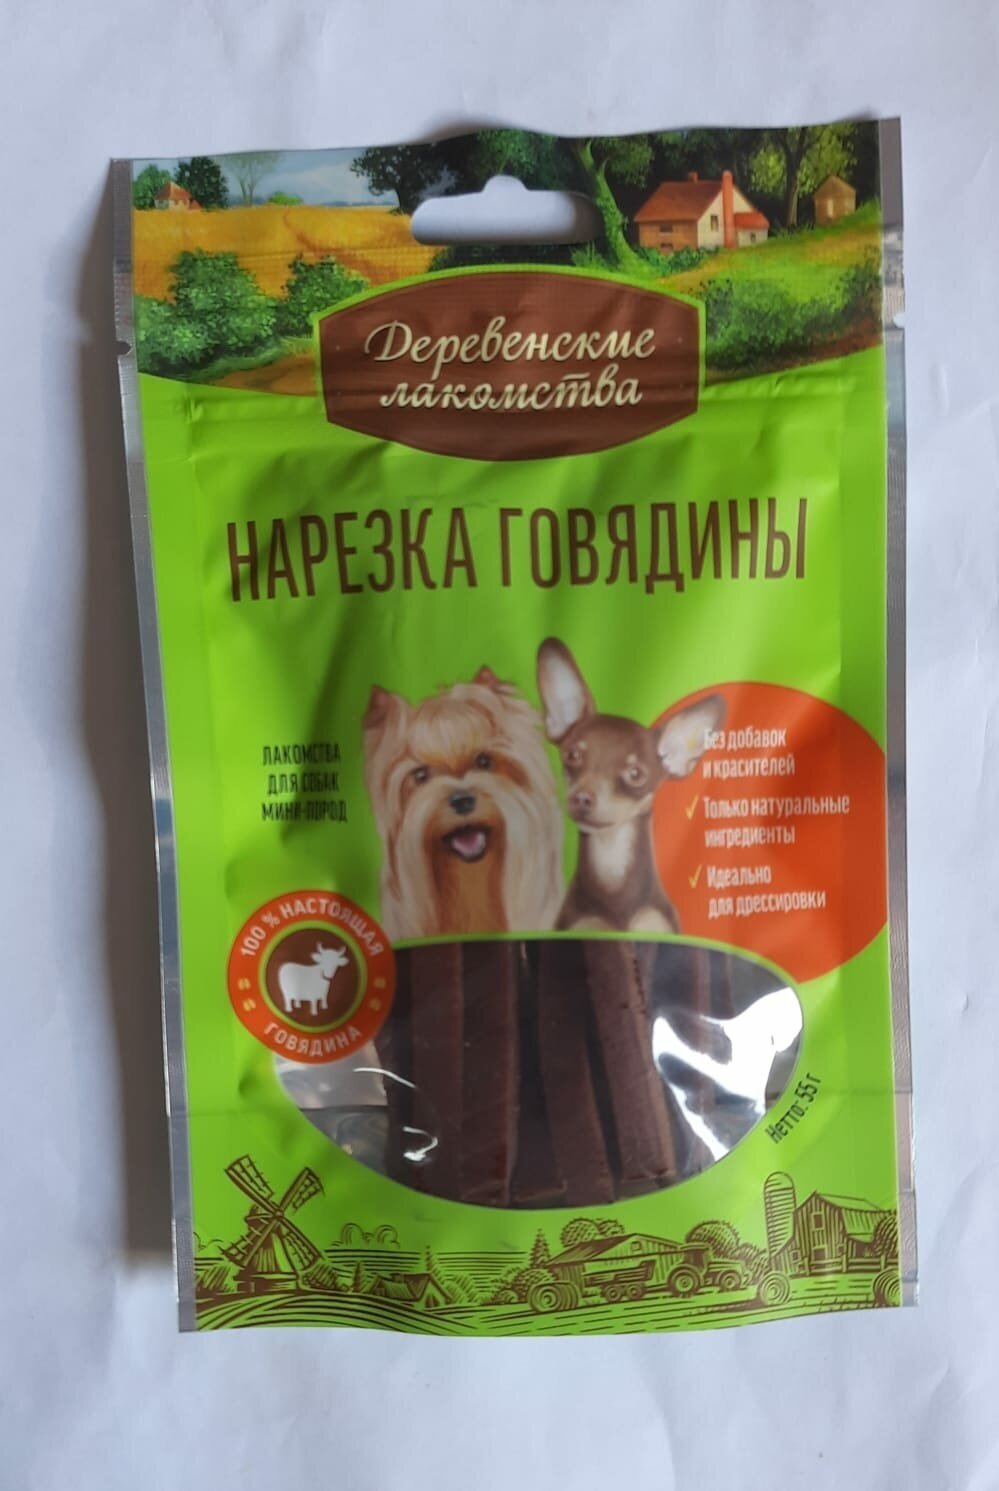 Деревенские
лакомства
НАРЕЗКА ГОВЯДИНЫ
ЛАКОМСТВА
ДЛЯ СОБАК
МИНИ-ПОРОД
Без добавок
и красителей
Только натуральные
ингредиенты
Идеально
для дрессировки
100 % НАСТОЯЩАЯ
ГОВЯДИНА
Нетто: 55 г